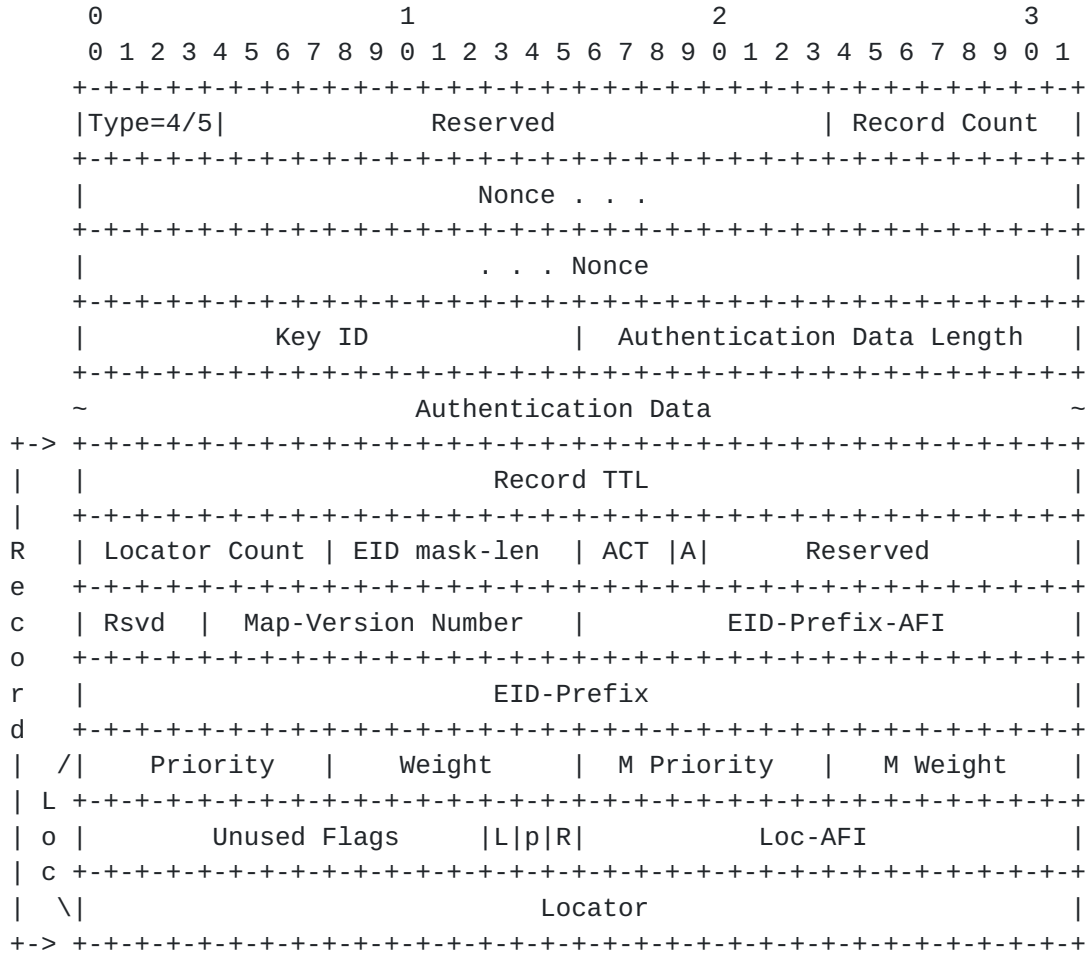 0                   1                   2                   3
     0 1 2 3 4 5 6 7 8 9 0 1 2 3 4 5 6 7 8 9 0 1 2 3 4 5 6 7 8 9 0 1
    +-+-+-+-+-+-+-+-+-+-+-+-+-+-+-+-+-+-+-+-+-+-+-+-+-+-+-+-+-+-+-+-+
    |Type=4/5|             Reserved                 | Record Count  |
    +-+-+-+-+-+-+-+-+-+-+-+-+-+-+-+-+-+-+-+-+-+-+-+-+-+-+-+-+-+-+-+-+
    |                         Nonce . . .                           |
    +-+-+-+-+-+-+-+-+-+-+-+-+-+-+-+-+-+-+-+-+-+-+-+-+-+-+-+-+-+-+-+-+
    |                         . . . Nonce                           |
    +-+-+-+-+-+-+-+-+-+-+-+-+-+-+-+-+-+-+-+-+-+-+-+-+-+-+-+-+-+-+-+-+
    |            Key ID             |  Authentication Data Length   |
    +-+-+-+-+-+-+-+-+-+-+-+-+-+-+-+-+-+-+-+-+-+-+-+-+-+-+-+-+-+-+-+-+
    ~                     Authentication Data                       ~
+-> +-+-+-+-+-+-+-+-+-+-+-+-+-+-+-+-+-+-+-+-+-+-+-+-+-+-+-+-+-+-+-+-+
|   |                          Record TTL                           |
|   +-+-+-+-+-+-+-+-+-+-+-+-+-+-+-+-+-+-+-+-+-+-+-+-+-+-+-+-+-+-+-+-+
R   | Locator Count | EID mask-len  | ACT |A|      Reserved         |
e   +-+-+-+-+-+-+-+-+-+-+-+-+-+-+-+-+-+-+-+-+-+-+-+-+-+-+-+-+-+-+-+-+
c   | Rsvd  |  Map-Version Number   |         EID-Prefix-AFI        |
o   +-+-+-+-+-+-+-+-+-+-+-+-+-+-+-+-+-+-+-+-+-+-+-+-+-+-+-+-+-+-+-+-+
r   |                          EID-Prefix                           |
d   +-+-+-+-+-+-+-+-+-+-+-+-+-+-+-+-+-+-+-+-+-+-+-+-+-+-+-+-+-+-+-+-+
|  /|    Priority   |    Weight     |  M Priority   |   M Weight    |
| L +-+-+-+-+-+-+-+-+-+-+-+-+-+-+-+-+-+-+-+-+-+-+-+-+-+-+-+-+-+-+-+-+
| o |        Unused Flags     |L|p|R|           Loc-AFI             |
| c +-+-+-+-+-+-+-+-+-+-+-+-+-+-+-+-+-+-+-+-+-+-+-+-+-+-+-+-+-+-+-+-+
|  \|                             Locator                           |
+-> +-+-+-+-+-+-+-+-+-+-+-+-+-+-+-+-+-+-+-+-+-+-+-+-+-+-+-+-+-+-+-+-+